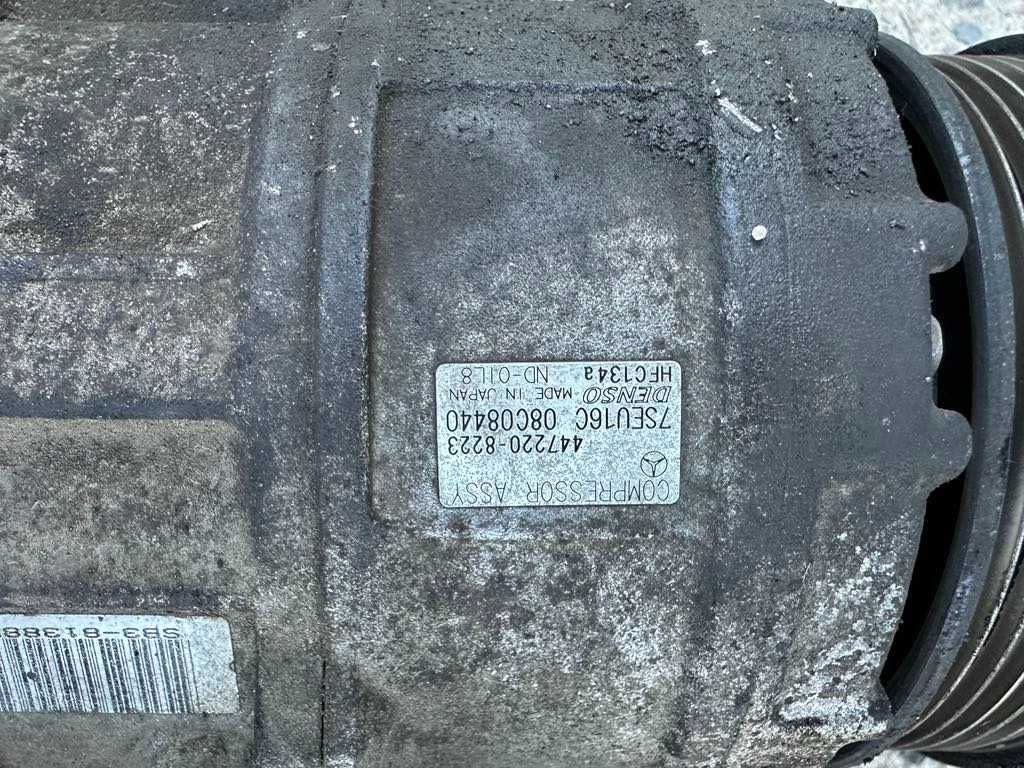 COMPRESSOR ASSY
447220-8223
7SEU16C 08C08440
DENSO MADE IN JAPAN
HFC134a ND-OIL8